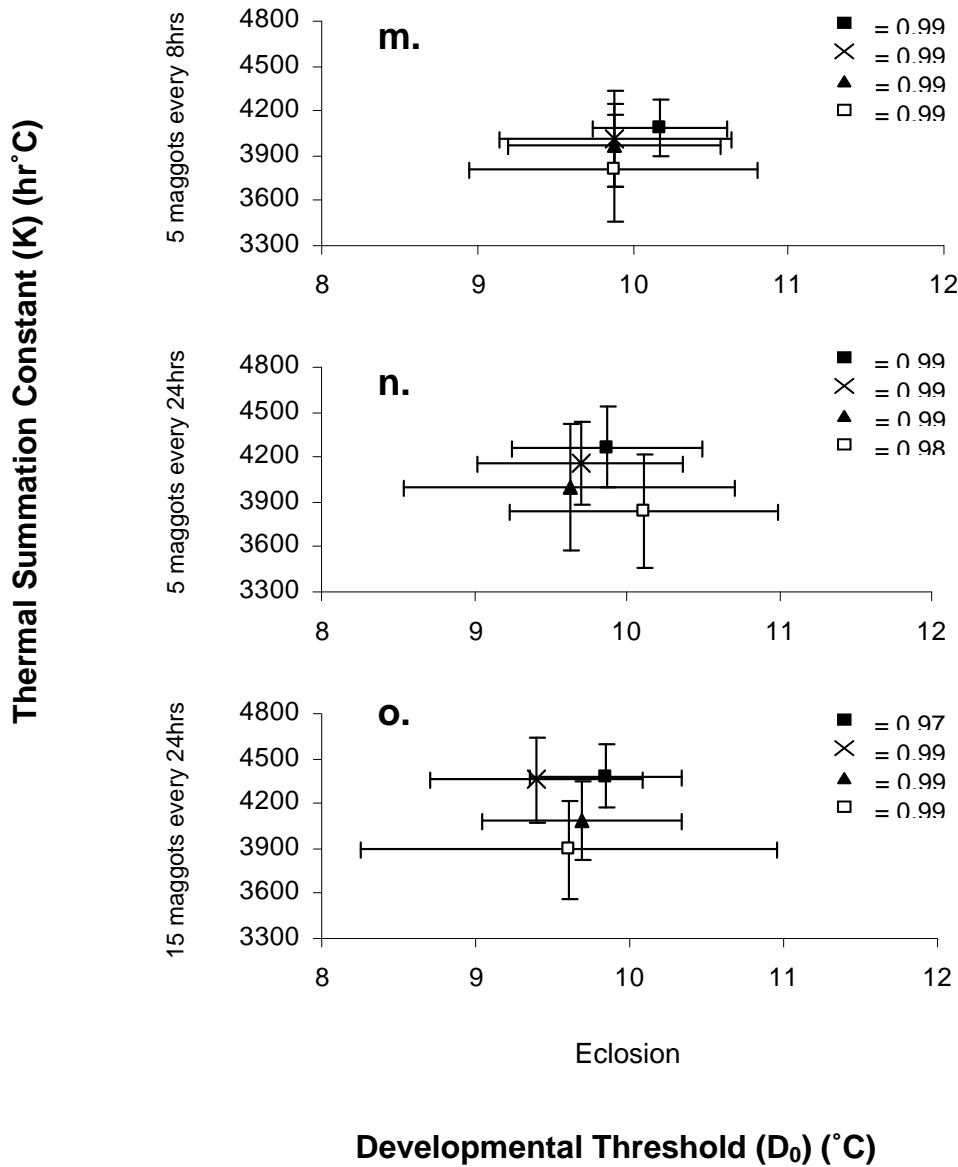 Thermal Summation Constant (K) (hr˚C)
5 maggots every 8hrs
m.
4800
4500
4200
3900
3600
3300
8 9 10 11 12
= 0.99
= 0.99
= 0.99
= 0.99
5 maggots every 24hrs
n.
4800
4500
4200
3900
3600
3300
8 9 10 11 12
= 0.99
= 0.99
= 0.99
= 0.98
15 maggots every 24hrs
o.
4800
4500
4200
3900
3600
3300
8 9 10 11 12
= 0.97
= 0.99
= 0.99
= 0.99
Eclosion
Developmental Threshold (D₀) (˚C)